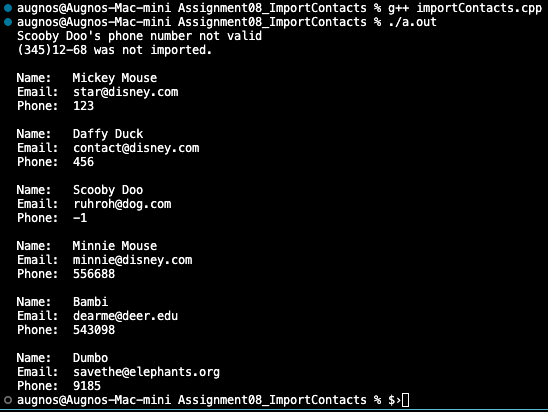 augnos@Augnos-Mac-mini Assignment08_ImportContacts % g++ importContacts.cpp
augnos@Augnos-Mac-mini Assignment08_ImportContacts % ./a.out
Scooby Doo's phone number not valid
(345)12-68 was not imported.
Name: Mickey Mouse
Email: star@disney.com
Phone: 123
Name: Daffy Duck
Email: contact@disney.com
Phone: 456
Name: Scooby Doo
Email: ruhroh@dog.com
Phone: -1
Name: Minnie Mouse
Email: minnie@disney.com
Phone: 556688
Name: Bambi
Email: dearme@deer.edu
Phone: 543098
Name: Dumbo
Email: savethe@elephants.org
Phone: 9185
augnos@Augnos-Mac-mini Assignment08_ImportContacts % $›